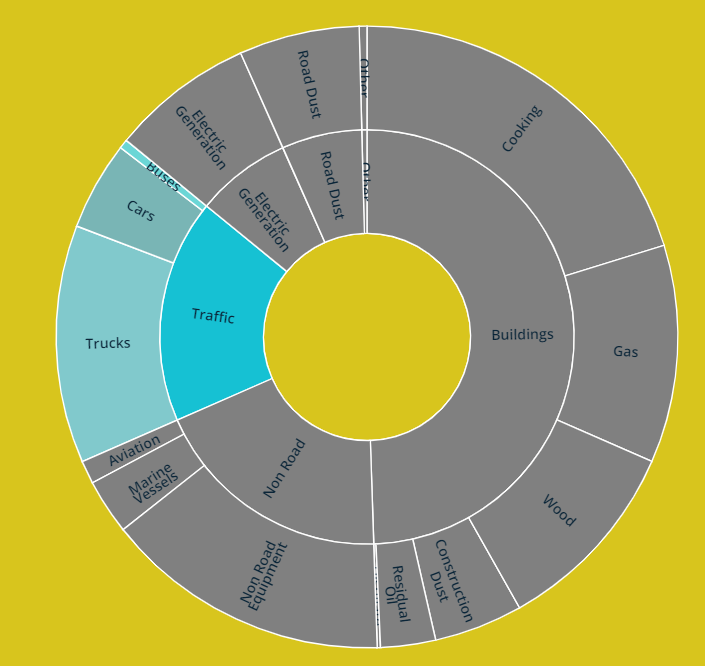 Other
Cooking
Road Dust
Electric
Generation
Buses
Cars
Other
Road Dust
Electric
Generation
Traffic
Buildings
Trucks
Gas
Aviation
Marine
Vessels
Non Road
Wood
Non Road
Equipment
Residual
Oil
Construction
Dust